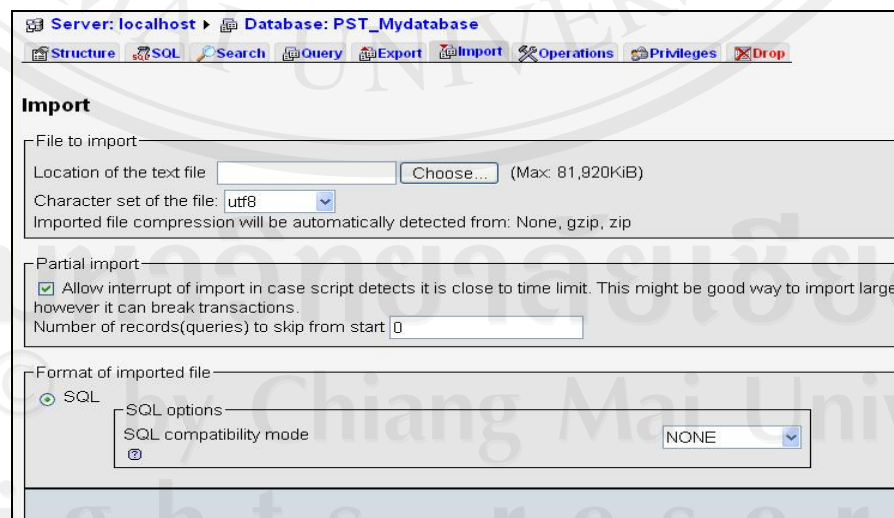 Server: localhost ▸ Database: PST_Mydatabase
Structure SQL Search Query Export Import Operations Privileges Drop
Import
File to import
Location of the text file Choose... (Max: 81,920KiB)
Character set of the file: utf8
Imported file compression will be automatically detected from: None, gzip, zip
Partial import
Allow interrupt of import in case script detects it is close to time limit. This might be good way to import large
however it can break transactions.
Number of records(queries) to skip from start 0
Format of imported file
SQL
SQL options
SQL compatibility mode NONE
© by Chiang Mai Univ